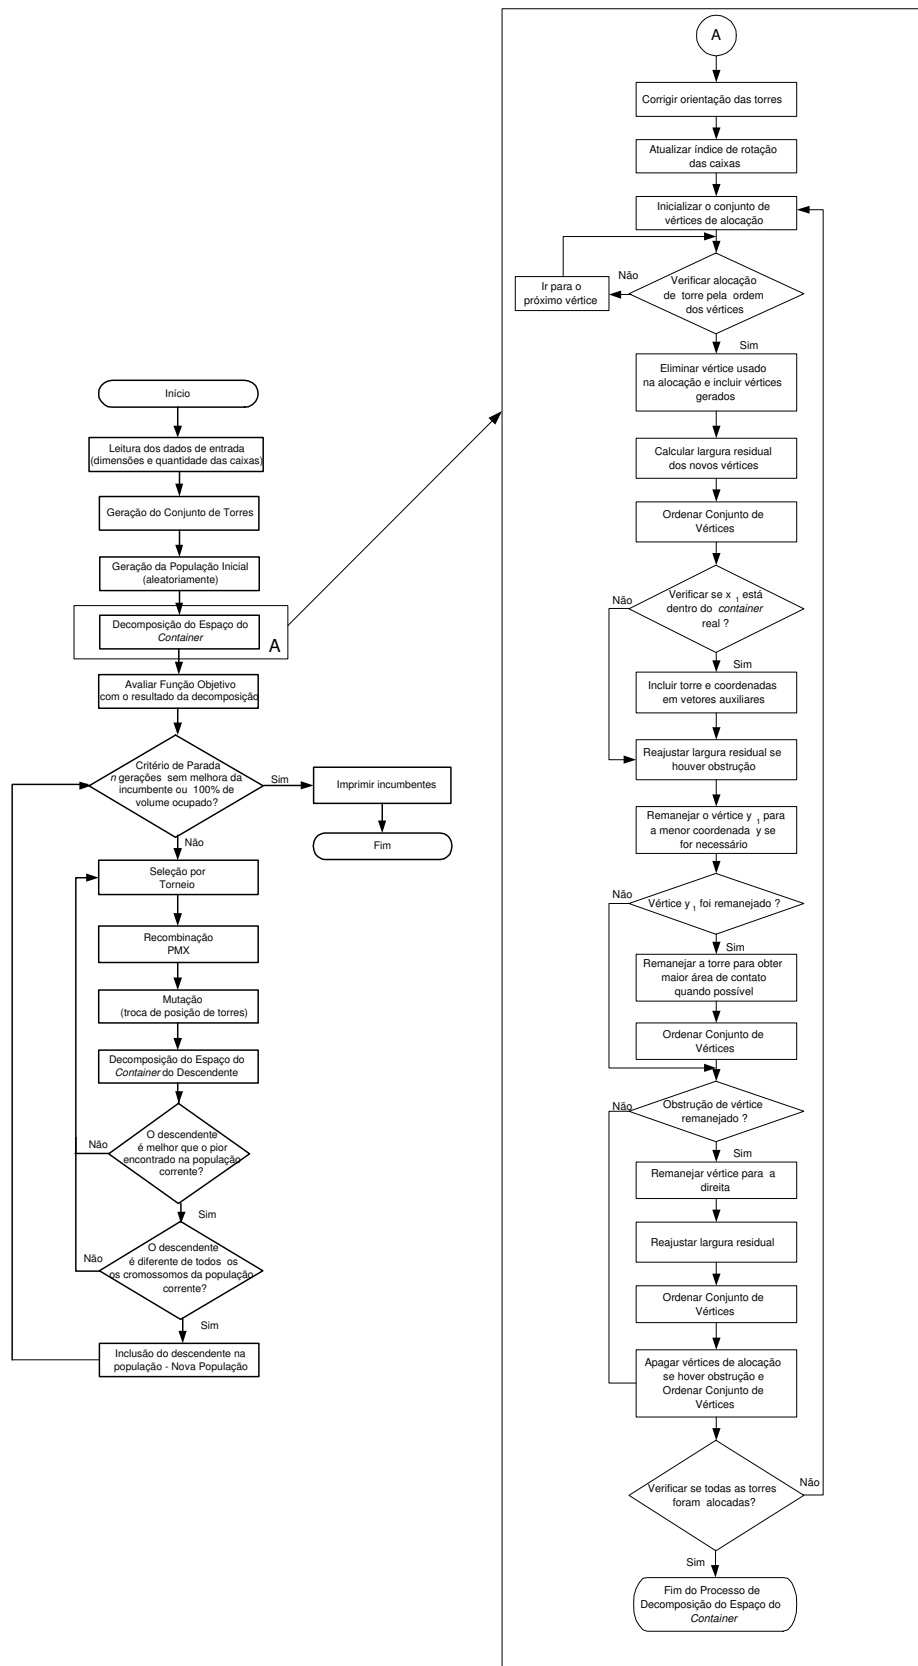 Início
Leitura dos dados de entrada
(dimensões e quantidade das caixas)
Geração do Conjunto de Torres
Geração da População Inicial
(aleatoriamente)
Decomposição do Espaço do
Container
A
Avaliar Função Objetivo
com o resultado da decomposição
Critério de Parada
n gerações sem melhora da
incumbente ou 100% de
volume ocupado?
Sim
Imprimir incumbentes
Fim
Não
Seleção por
Torneio
Recombinação
PMX
Mutação
(troca de posição de torres)
Decomposição do Espaço do
Container do Descendente
O descendente
é melhor que o pior
encontrado na população
corrente?
Não
Sim
O descendente
é diferente de todos os
os cromossomos da população
corrente?
Não
Sim
Inclusão do descendente na
população - Nova População
A
Corrigir orientação das torres
Atualizar índice de rotação
das caixas
Inicializar o conjunto de
vértices de alocação
Não
Ir para o
próximo vértice
Verificar alocação
de torre pela ordem
dos vértices
Sim
Eliminar vértice usado
na alocação e incluir vértices
gerados
Calcular largura residual
dos novos vértices
Ordenar Conjunto de
Vértices
Verificar se x 1 está
dentro do container
real ?
Não
Sim
Incluir torre e coordenadas
em vetores auxiliares
Reajustar largura residual se
houver obstrução
Remanejar o vértice y 1 para
a menor coordenada y se
for necessário
Não
Vértice y 1 foi remanejado ?
Sim
Remanejar a torre para obter
maior área de contato
quando possível
Ordenar Conjunto de
Vértices
Não
Obstrução de vértice
remanejado ?
Sim
Remanejar vértice para a
direita
Reajustar largura residual
Ordenar Conjunto de
Vértices
Apagar vértices de alocação
se hover obstrução e
Ordenar Conjunto de
Vértices
Verificar se todas as torres
foram alocadas?
Não
Sim
Fim do Processo de
Decomposição do Espaço do
Container